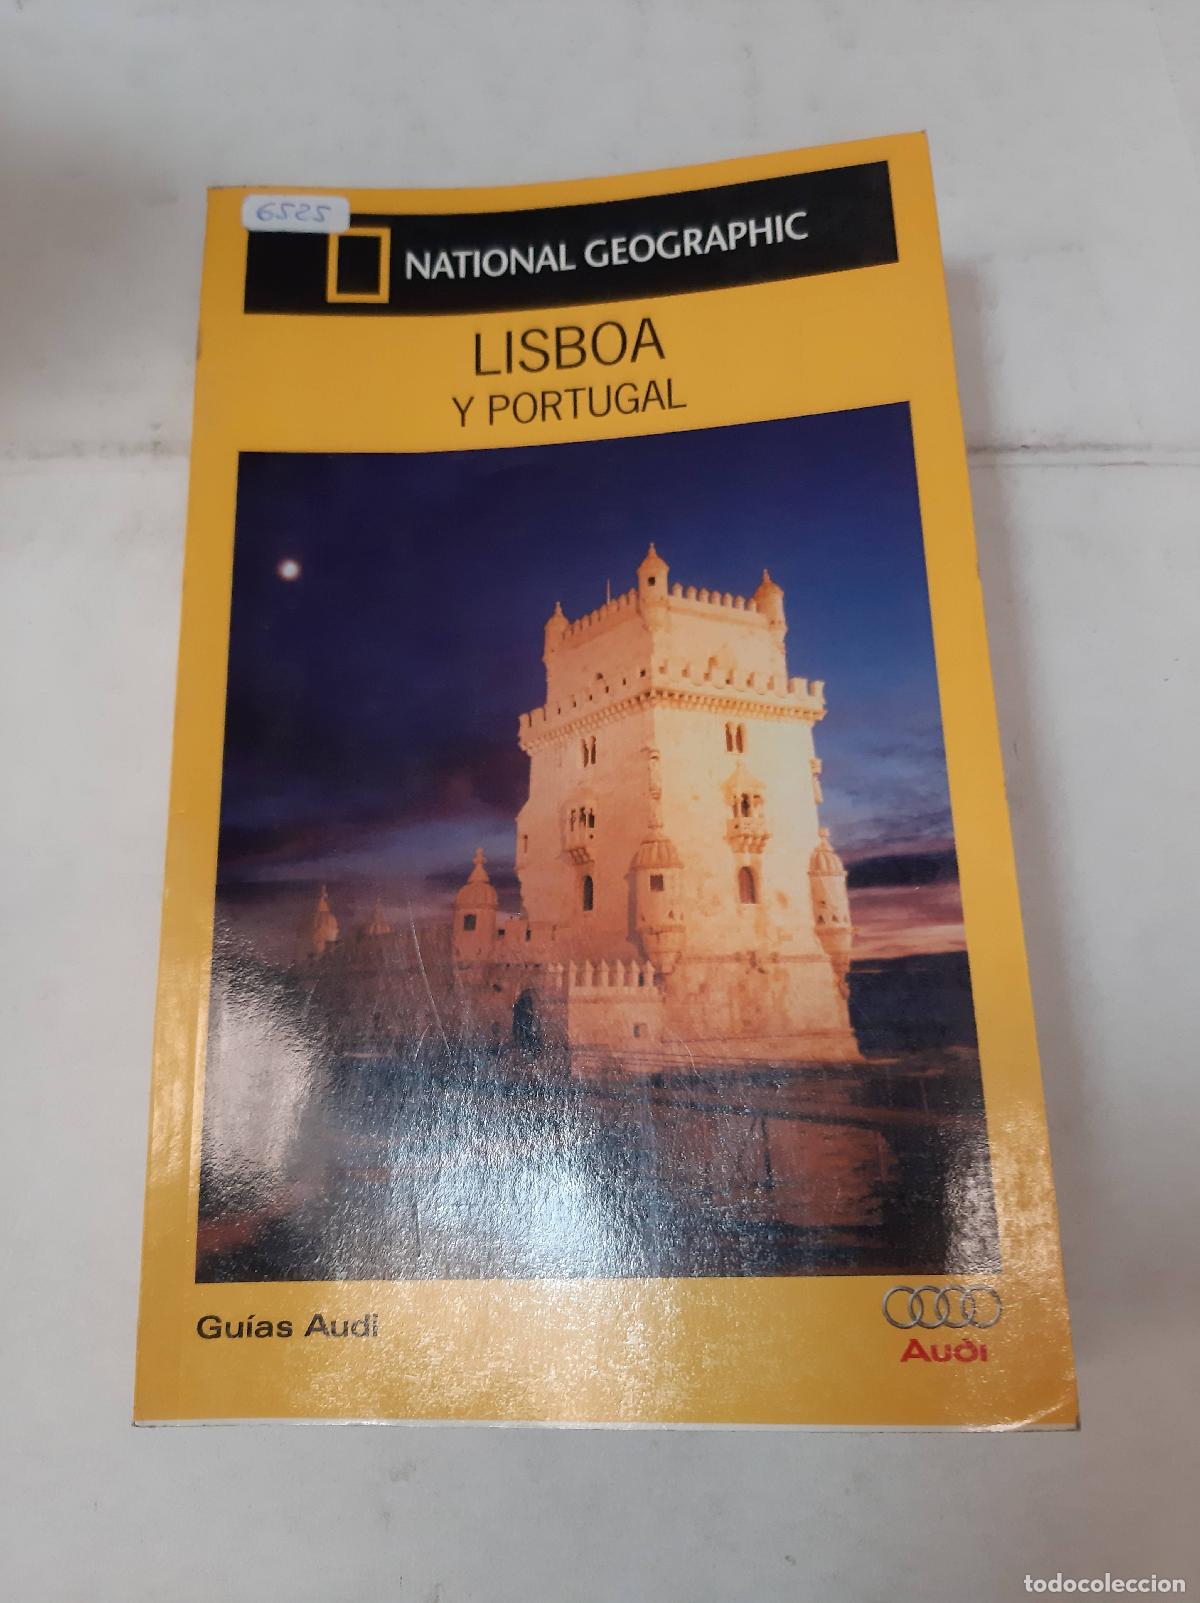 6525
NATIONAL GEOGRAPHIC
LISBOA
Y PORTUGAL
Guías Audi
Audi
todocoleccion